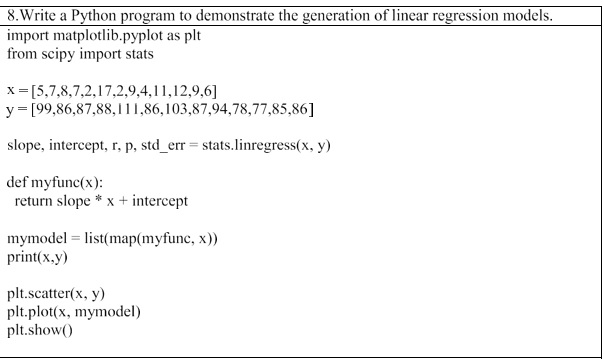 8.Write a Python program to demonstrate the generation of linear regression models.
import matplotlib.pyplot as plt
from scipy import stats
x = [5,7,8,7,2,17,2,9,4,11,12,9,6]
y = [99,86,87,88,111,86,103,87,94,78,77,85,86]
slope, intercept, r, p, std_err = stats.linregress(x, y)
def myfunc(x):
return slope * x + intercept
mymodel = list(map(myfunc, x))
print(x,y)
plt.scatter(x, y)
plt.plot(x, mymodel)
plt.show()